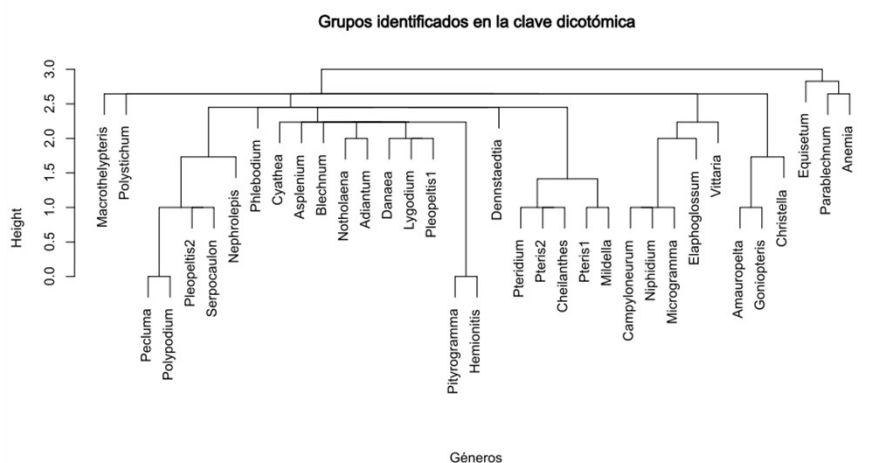 Grupos identificados en la clave dicotómica
Height
3.0
2.5
2.0
1.5
1.0
0.5
0.0
Macrothelypteris
Polystichum
Pecluma
Polypodium
Pleopeltis2
Serpocaulon
Nephrolepis
Phlebodium
Cyathea
Asplenium
Blechnum
Notholaena
Adiantum
Danaea
Lygodium
Pleopeltis1
Pityrogramma
Hemionitis
Dennstaedtia
Pteridium
Pteris2
Cheilanthes
Pteris1
Mildella
Campyloneurum
Niphidium
Microgramma
Elaphoglossum
Vittaria
Amauropelta
Goniopteris
Christella
Equisetum
Parablechnum
Anemia
Géneros